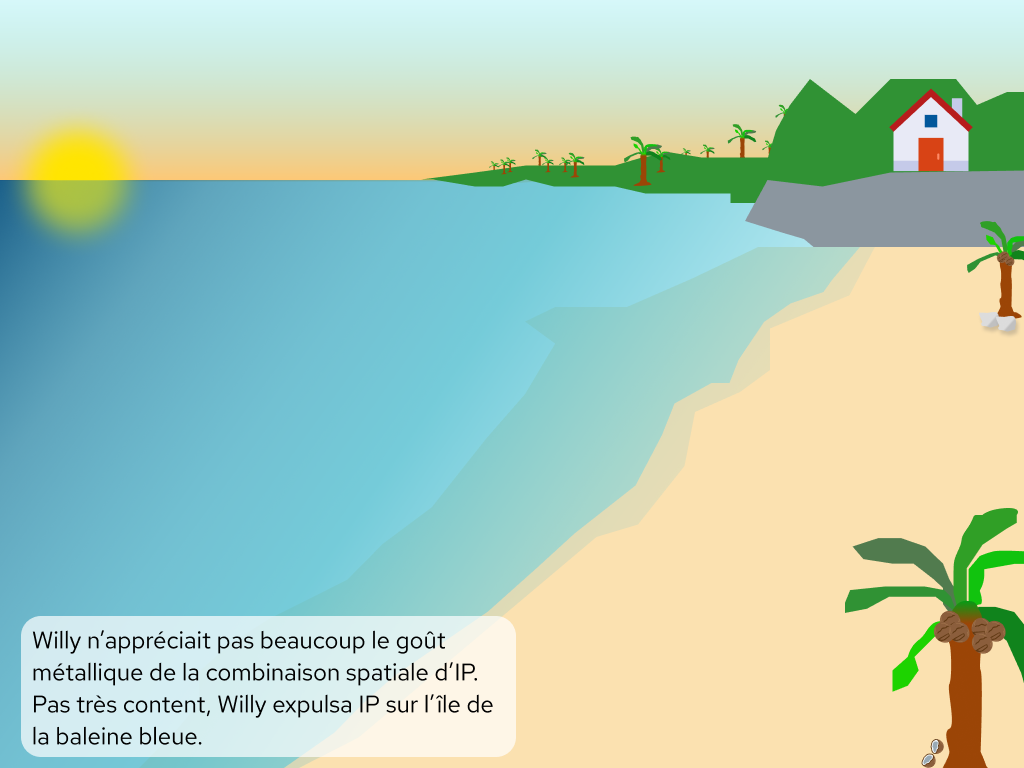 Willy n’appréciait pas beaucoup le goût
métallique de la combinaison spatiale d’IP.
Pas très content, Willy expulsa IP sur l’île de
la baleine bleue.